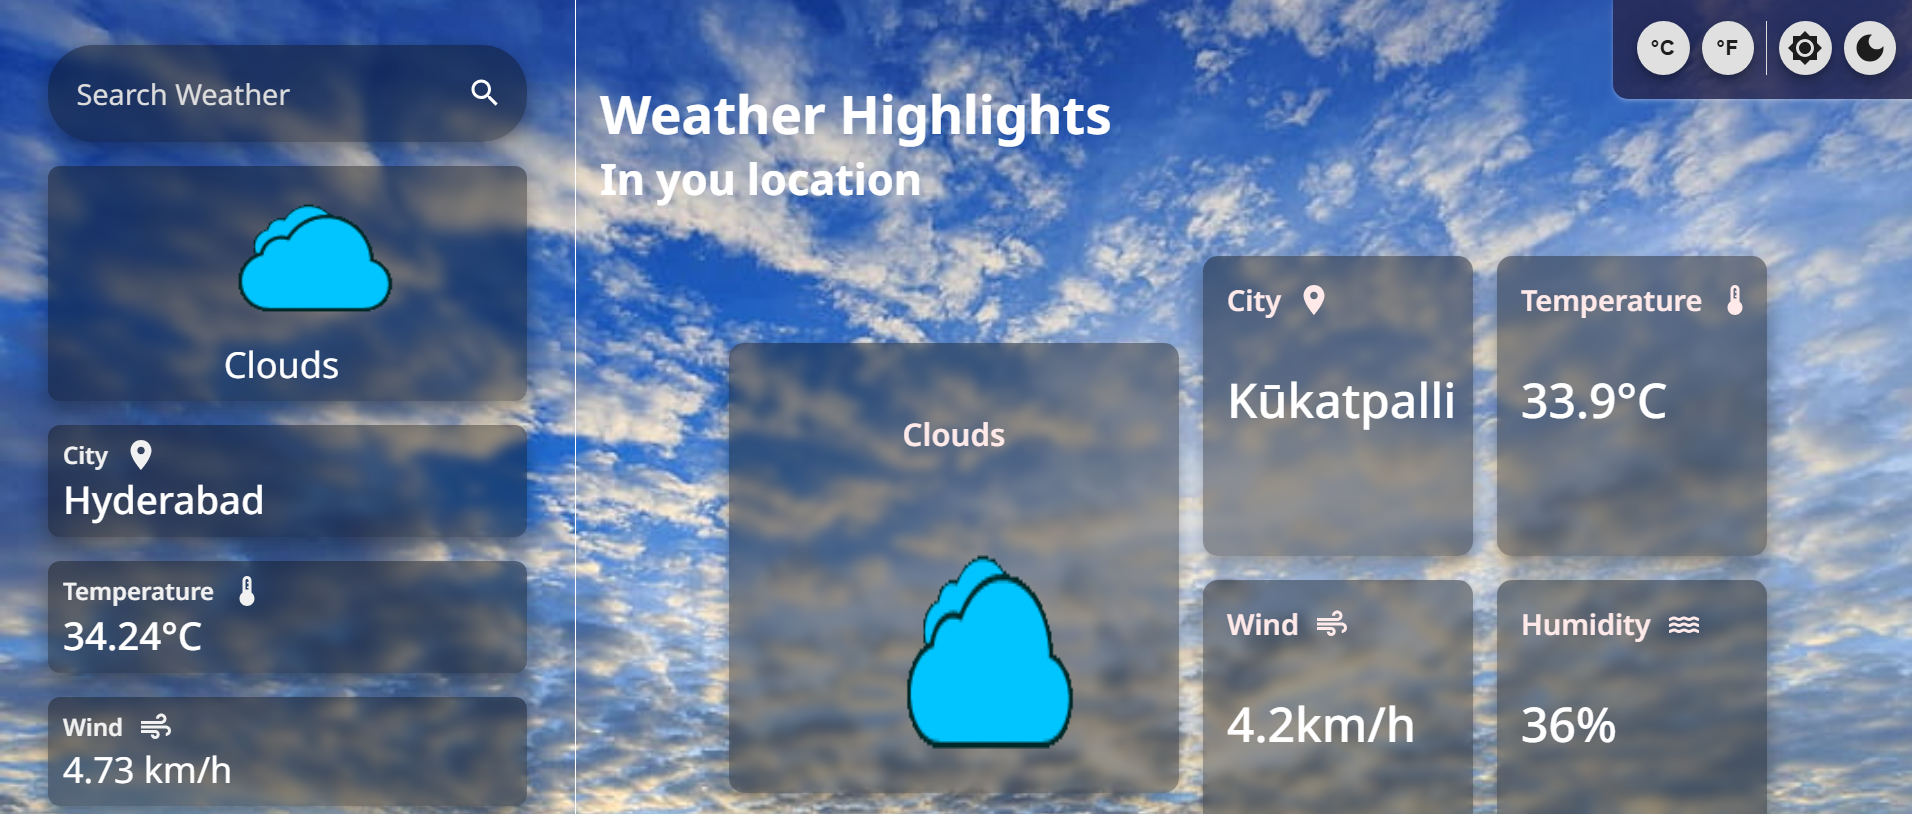 Search Weather
Clouds
City
Hyderabad
Temperature
34.24°C
Wind
4.73 km/h
°C
°F
Weather Highlights
In you location
Clouds
City
Kūkatpalli
Temperature
33.9°C
Wind
4.2km/h
Humidity
36%